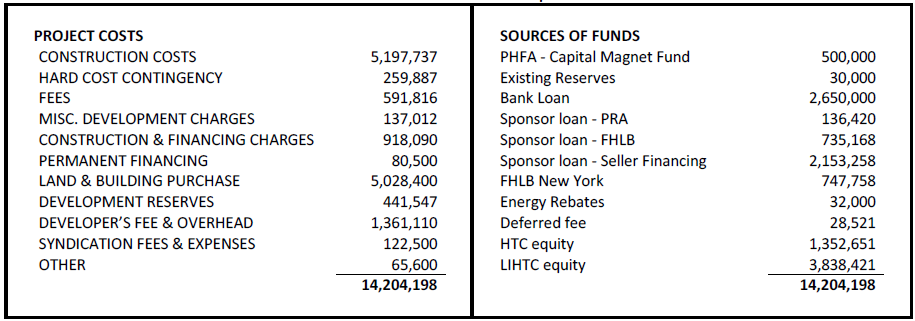 PROJECT COSTS
CONSTRUCTION COSTS 5,197,737
HARD COST CONTINGENCY 259,887
FEES 591,816
MISC. DEVELOPMENT CHARGES 137,012
CONSTRUCTION & FINANCING CHARGES 918,090
PERMANENT FINANCING 80,500
LAND & BUILDING PURCHASE 5,028,400
DEVELOPMENT RESERVES 441,547
DEVELOPER'S FEE & OVERHEAD 1,361,110
SYNDICATION FEES & EXPENSES 122,500
OTHER 65,600
14,204,198
SOURCES OF FUNDS
PHFA - Capital Magnet Fund 500,000
Existing Reserves 30,000
Bank Loan 2,650,000
Sponsor loan - PRA 136,420
Sponsor loan - FHLB 735,168
Sponsor loan - Seller Financing 2,153,258
FHLB New York 747,758
Energy Rebates 32,000
Deferred fee 28,521
HTC equity 1,352,651
LIHTC equity 3,838,421
14,204,198